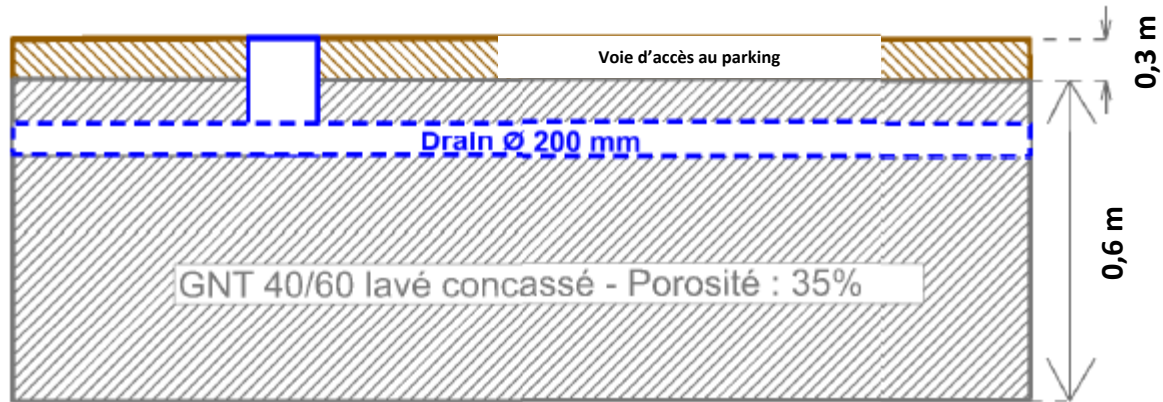 Voie d'accès au parking
0,3 m
Drain Ø 200 mm
GNT 40/60 lavé concassé - Porosité : 35%
0,6 m